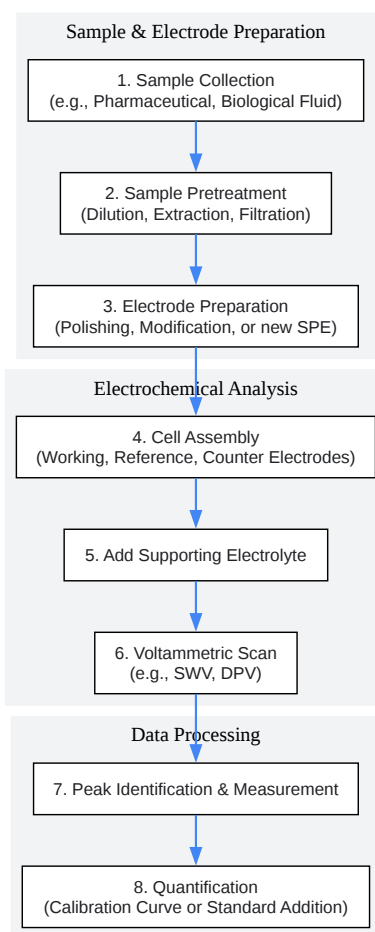 Sample & Electrode Preparation
1. Sample Collection
(e.g., Pharmaceutical, Biological Fluid)
2. Sample Pretreatment
(Dilution, Extraction, Filtration)
3. Electrode Preparation
(Polishing, Modification, or new SPE)
Electrochemical Analysis
4. Cell Assembly
(Working, Reference, Counter Electrodes)
5. Add Supporting Electrolyte
6. Voltammetric Scan
(e.g., SWV, DPV)
Data Processing
7. Peak Identification & Measurement
8. Quantification
(Calibration Curve or Standard Addition)